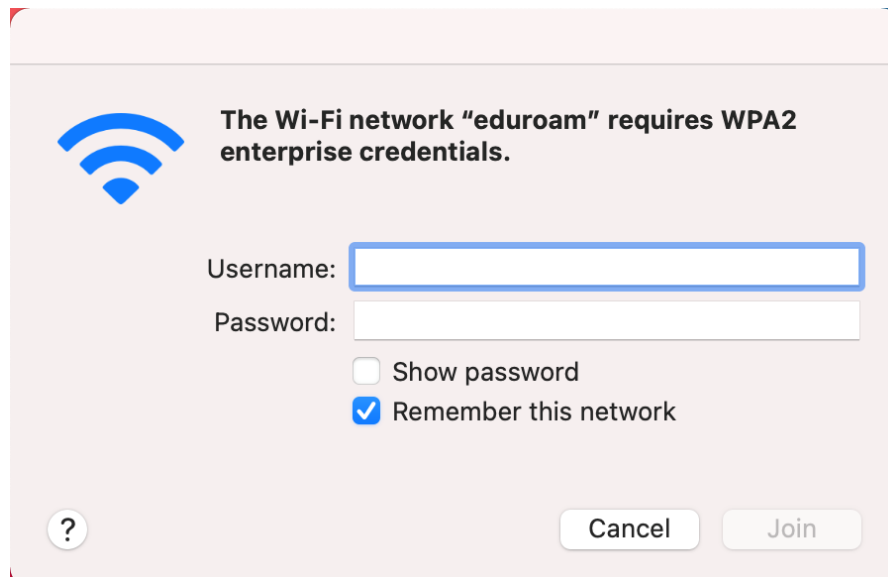 The Wi-Fi network “eduroam” requires WPA2
enterprise credentials.
Username:
Password:
Show password
Remember this network
?
Cancel
Join